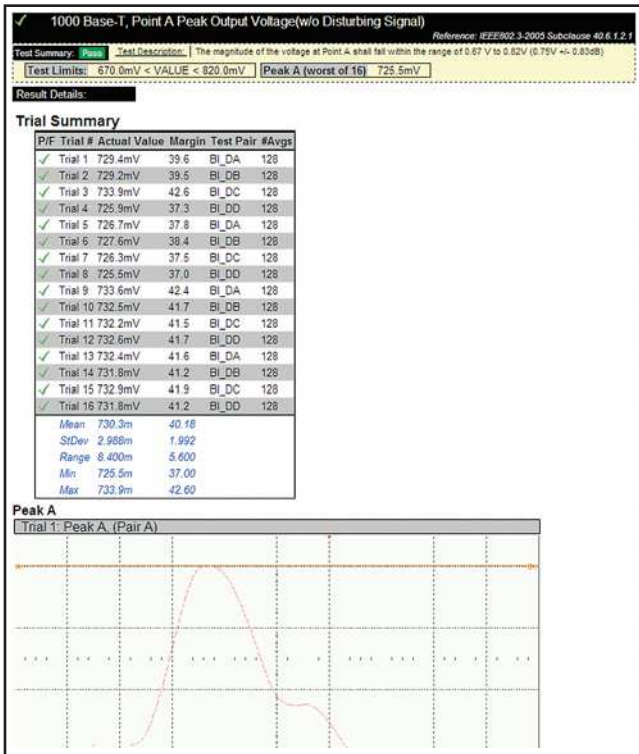 1000 Base-T, Point A Peak Output Voltage(w/o Disturbing Signal)
Reference: IEEE802.3-2005 Subclause 40.6.1.2.1
Test Summary: Pass Test Description: The magnitude of the voltage at Point A shall fall within the range of 0.67 V to 0.82V (0.75V +/- 0.83dB)
Test Limits: 670.0mV < VALUE < 820.0mV Peak A (worst of 16) 725.5mV
Result Details:
Trial Summary
P/F Trial # Actual Value Margin Test Pair #Avgs
Trial 1 729.4mV 39.6 BI_DA 128
Trial 2 729.2mV 39.5 BI_DB 128
Trial 3 733.9mV 42.6 BI_DC 128
Trial 4 725.9mV 37.3 BI_DD 128
Trial 5 726.7mV 37.8 BI_DA 128
Trial 6 727.6mV 38.4 BI_DB 128
Trial 7 726.3mV 37.5 BI_DC 128
Trial 8 725.5mV 37.0 BI_DD 128
Trial 9 733.6mV 42.4 BI_DA 128
Trial 10 732.5mV 41.7 BI_DB 128
Trial 11 732.2mV 41.5 BI_DC 128
Trial 12 732.6mV 41.7 BI_DD 128
Trial 13 732.4mV 41.6 BI_DA 128
Trial 14 731.8mV 41.2 BI_DB 128
Trial 15 732.9mV 41.9 BI_DC 128
Trial 16 731.8mV 41.2 BI_DD 128
Mean 730.3m 40.18
StDev 2.988m 1.992
Range 8.400m 5.600
Min 725.5m 37.00
Max 733.9m 42.60
Peak A
Trial 1: Peak A, (Pair A)